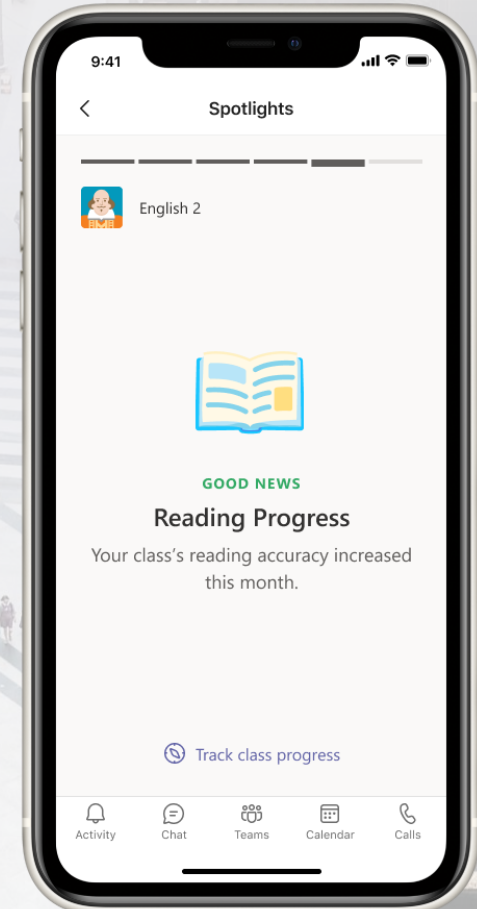 9:41
Spotlights
English 2
GOOD NEWS
Reading Progress
Your class's reading accuracy increased
this month.
Track class progress
Activity Chat Teams Calendar Calls